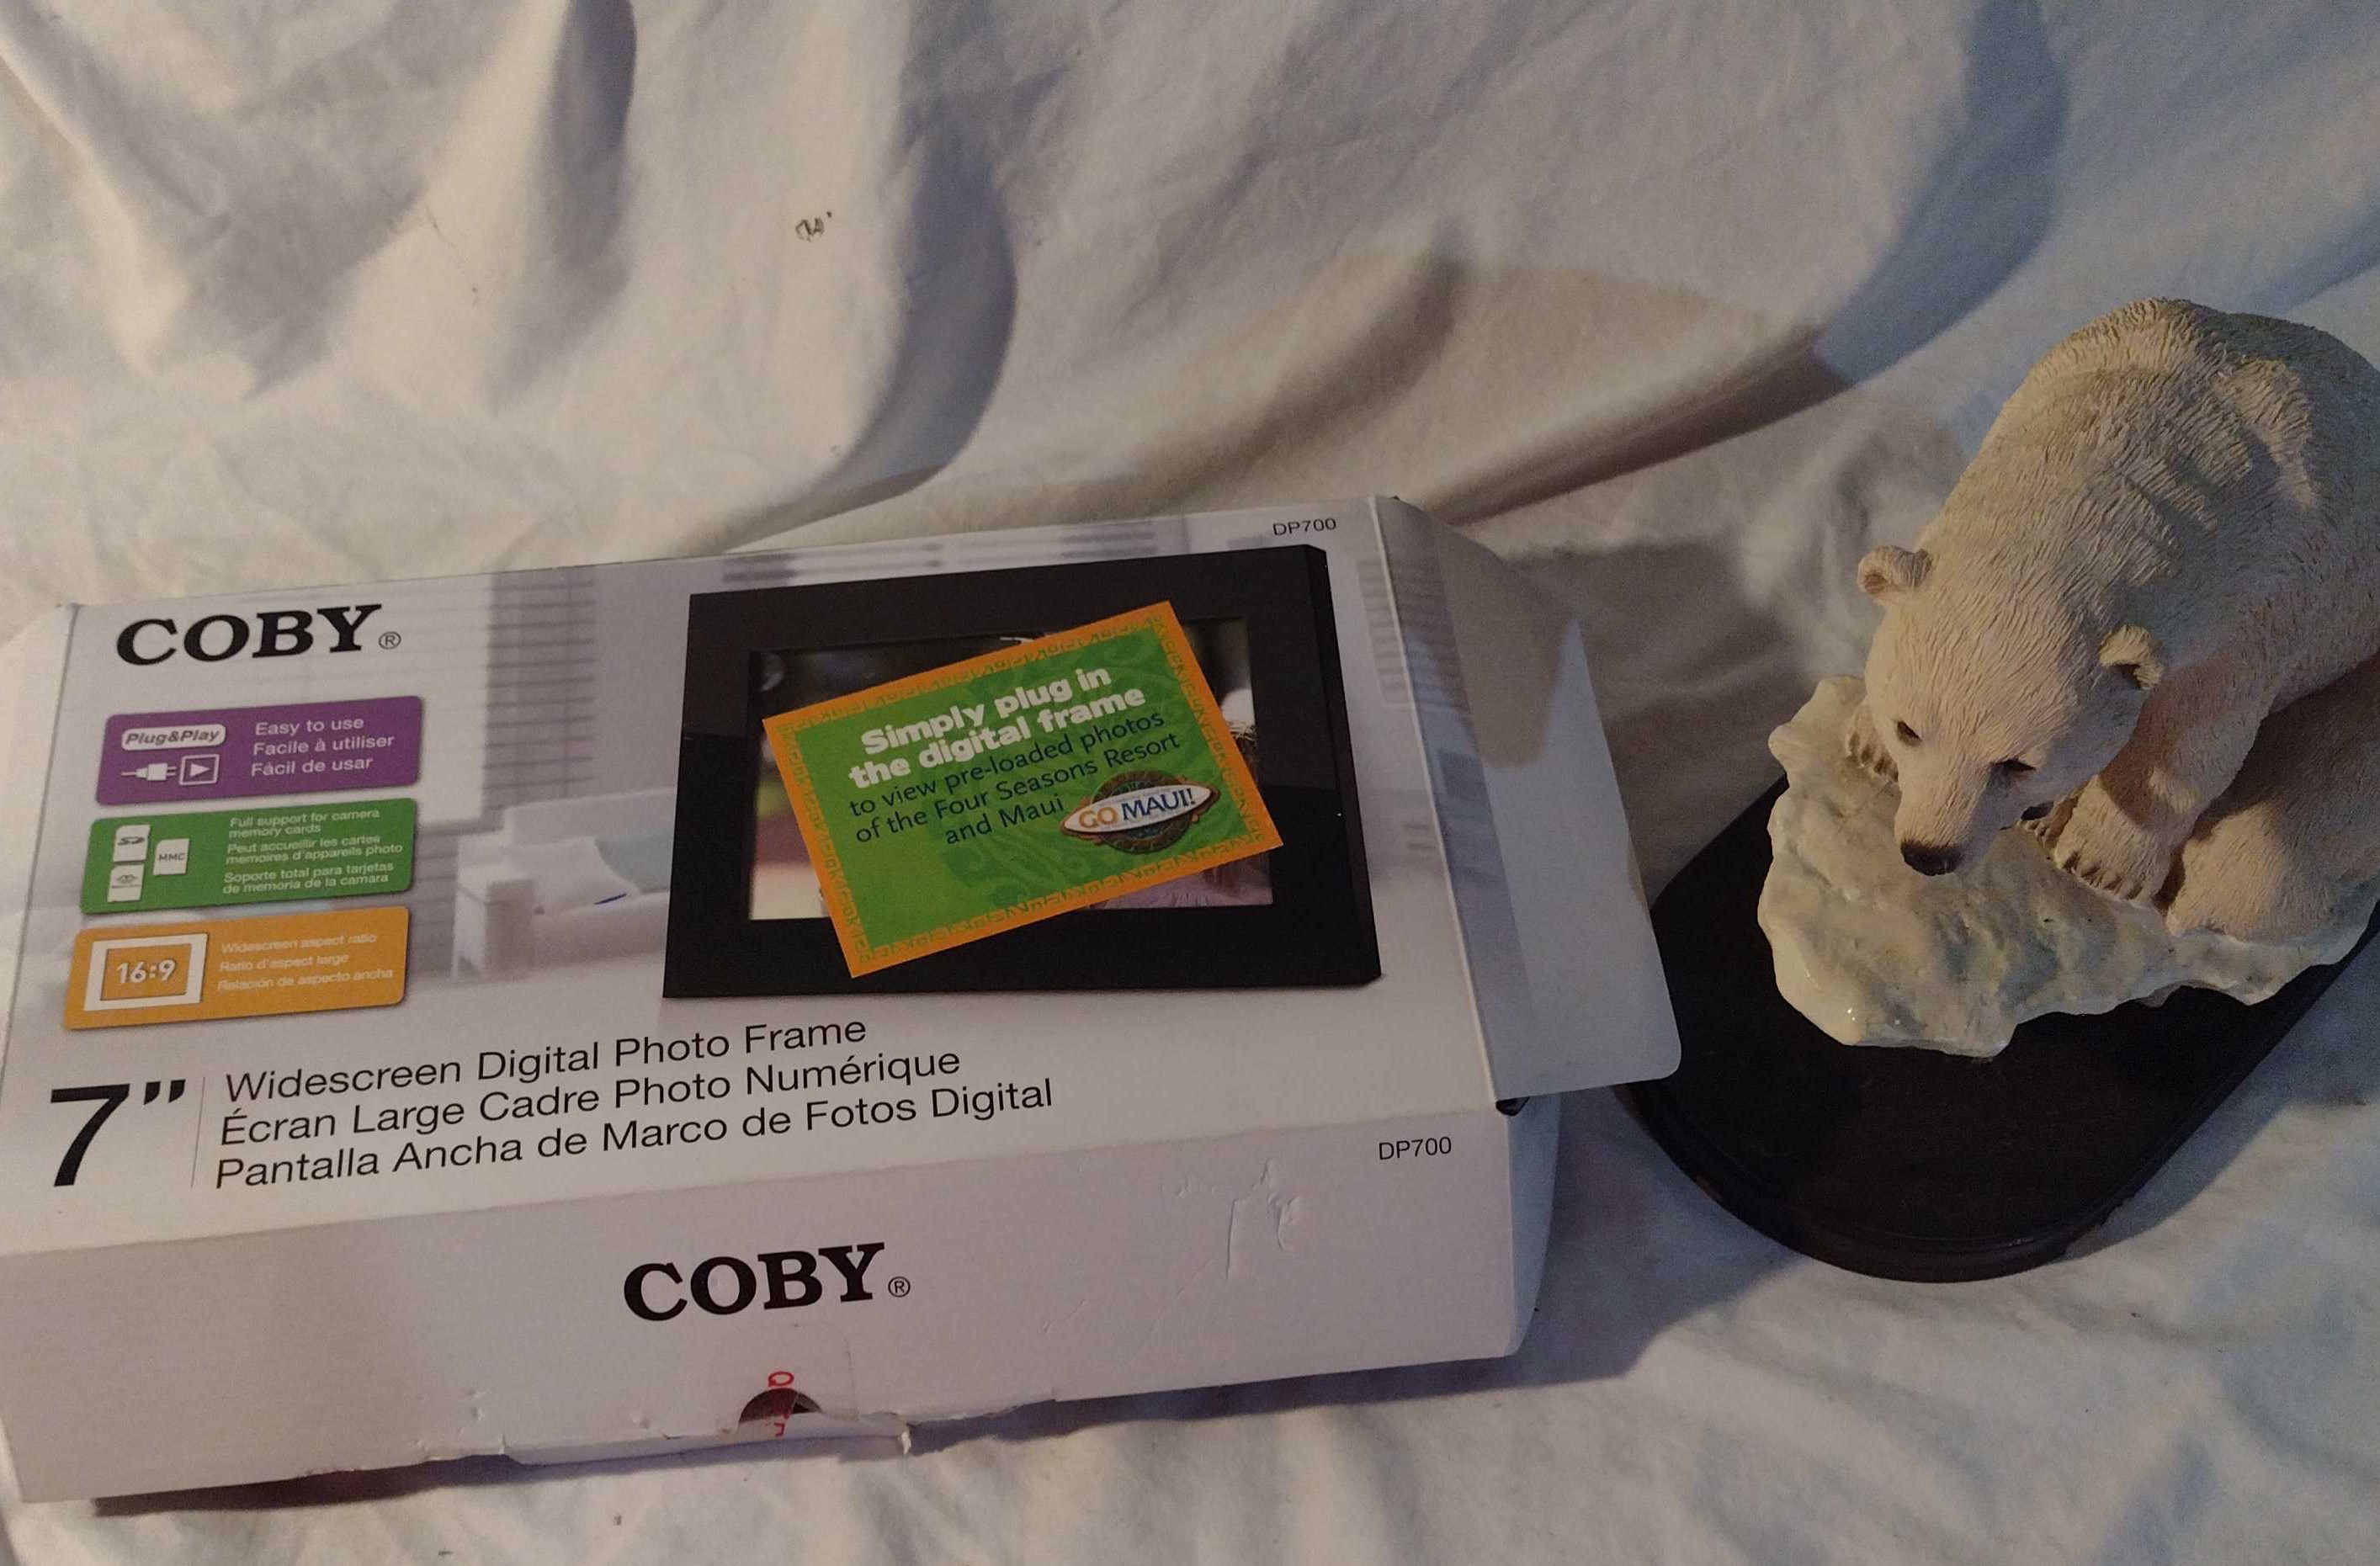 DP700
COBY®
Plug&Play
Easy to use
Facile à utiliser
Fácil de usar
SD
MMC
Full support for camera
memory cards
Peut accueillir les cartes
memoires d'appareils photo
Soporte total para tarjetas
de memoria de la camara
16:9
Widescreen aspect ratio
Ratio d'aspect large
Relación de aspecto ancha
Simply plug in
the digital frame
to view pre-loaded photos
of the Four Seasons Resort
and Maui
GO MAUI!
7"
Widescreen Digital Photo Frame
Écran Large Cadre Photo Numérique
Pantalla Ancha de Marco de Fotos Digital
DP700
COBY®